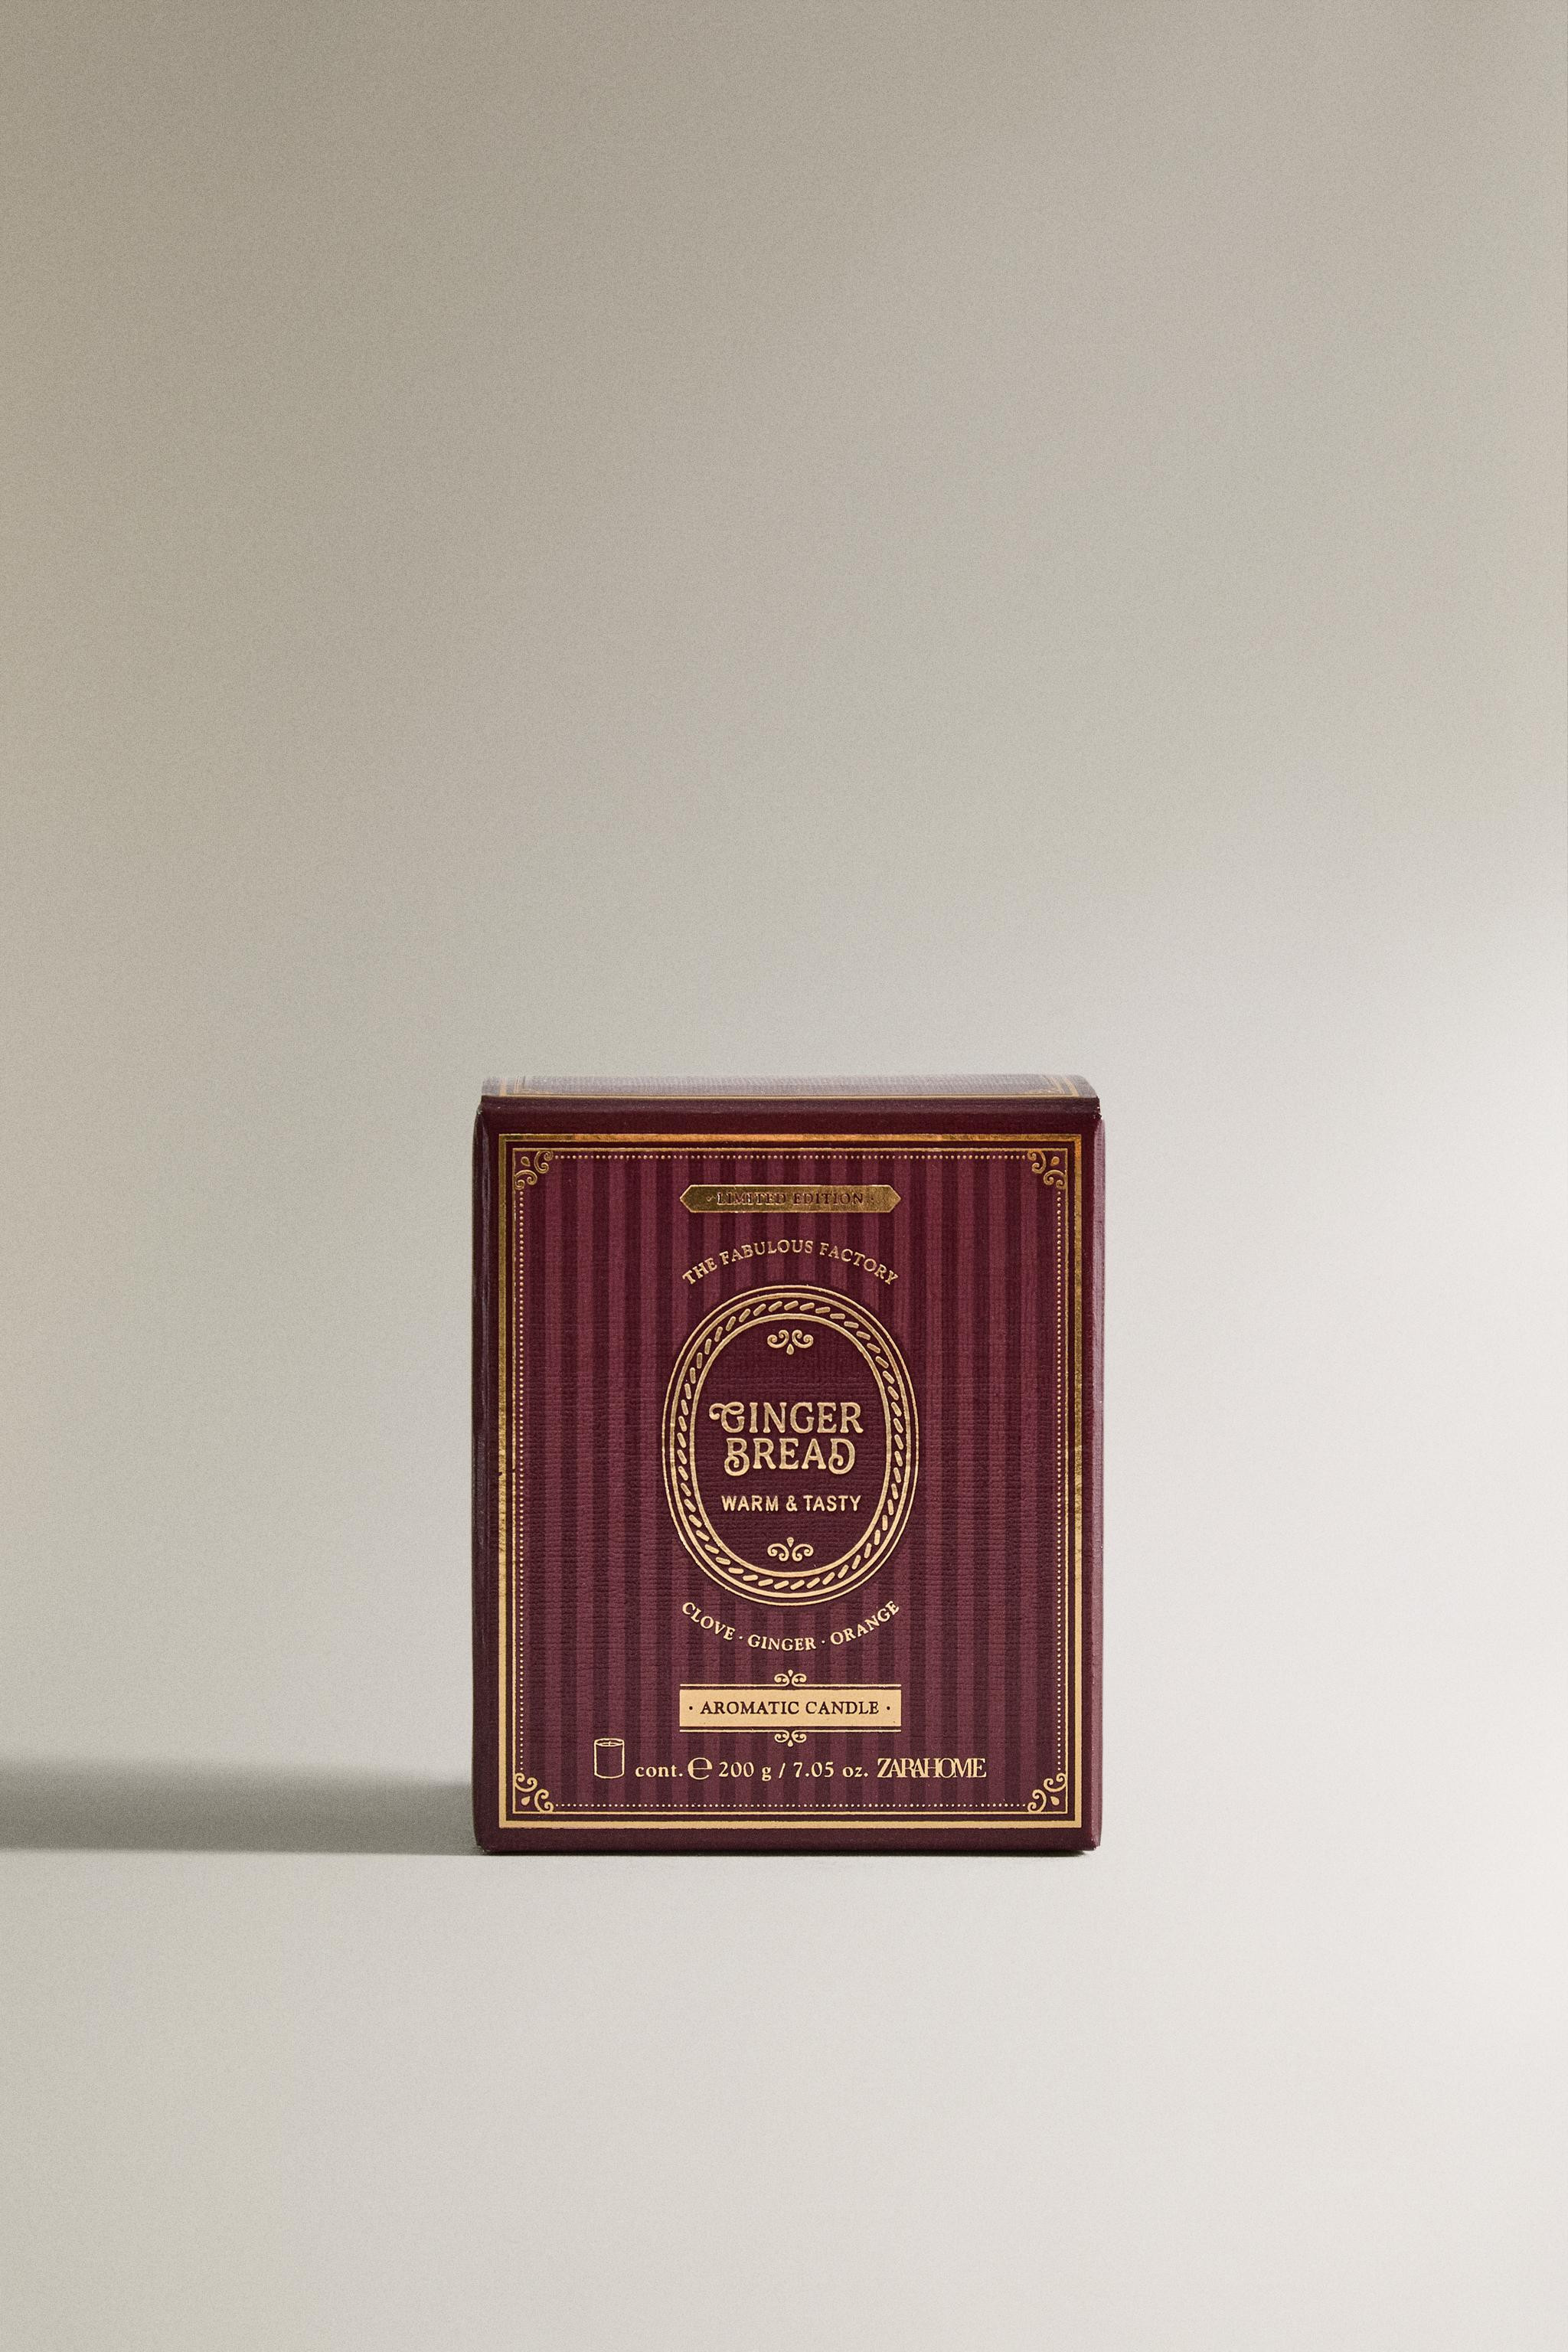 · LIMITED EDITION ·
THE FABULOUS FACTORY
GINGER
BREAD
WARM & TASTY
CLOVE · GINGER · ORANGE
· AROMATIC CANDLE ·
cont. ℮ 200 g / 7.05 oz. ZARAHOME